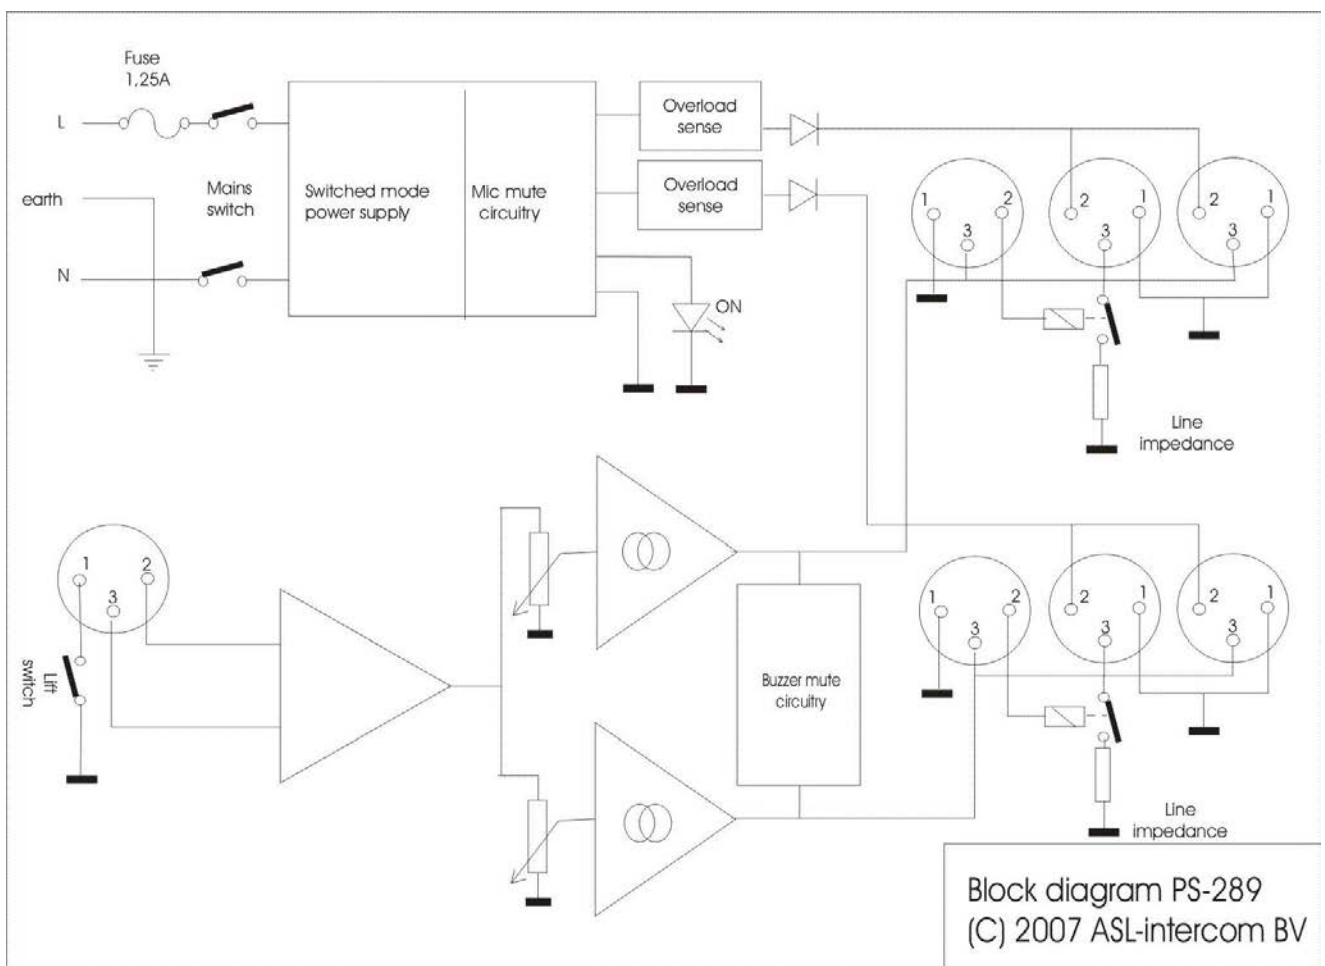 Fuse
1,25A
L
earth
N
Mains
switch
Switched mode
power supply
Mic mute
circuitry
Overload
sense
Overload
sense
ON
1
2
3
2
1
3
2
1
3
Line
impedance
1
2
3
Lift
switch
Buzzer mute
circuitry
1
2
3
2
1
3
2
1
3
Line
impedance
Block diagram PS-289
(C) 2007 ASL-intercom BV